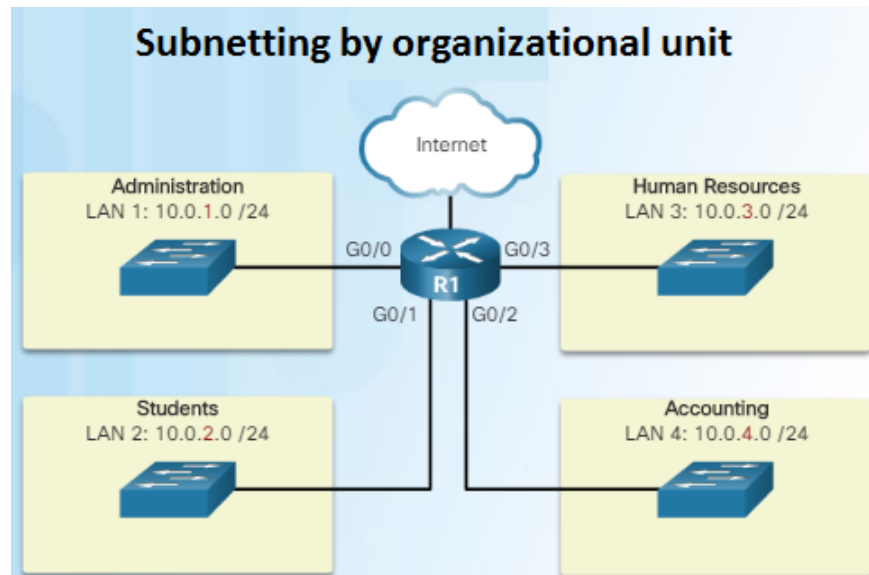 Subnetting by organizational unit
Internet
Administration
LAN 1: 10.0.1.0 /24
Human Resources
LAN 3: 10.0.3.0 /24
G0/0
G0/3
R1
G0/1
G0/2
Students
LAN 2: 10.0.2.0 /24
Accounting
LAN 4: 10.0.4.0 /24